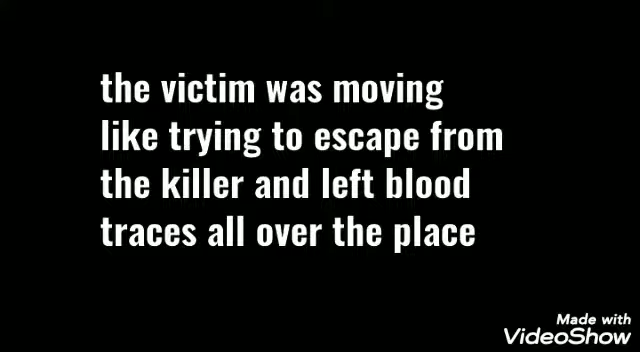 the victim was moving
like trying to escape from
the killer and left blood
traces all over the place
Made with
VideoShow